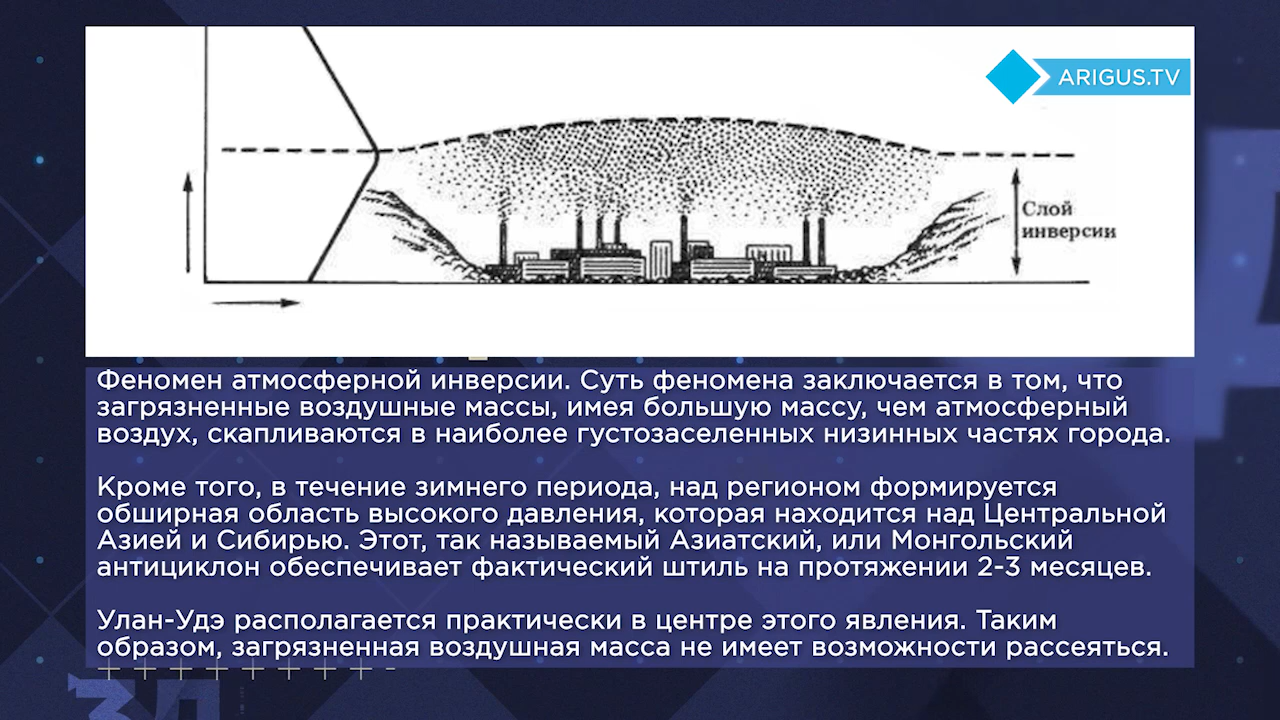 ARIGUS.TV
Слой
инверсии
Феномен атмосферной инверсии. Суть феномена заключается в том, что
загрязненные воздушные массы, имея большую массу, чем атмосферный
воздух, скапливаются в наиболее густозаселенных низинных частях города.
Кроме того, в течение зимнего периода, над регионом формируется
обширная область высокого давления, которая находится над Центральной
Азией и Сибирью. Этот, так называемый Азиатский, или Монгольский
антициклон обеспечивает фактический штиль на протяжении 2-3 месяцев.
Улан-Удэ располагается практически в центре этого явления. Таким
образом, загрязненная воздушная масса не имеет возможности рассеяться.